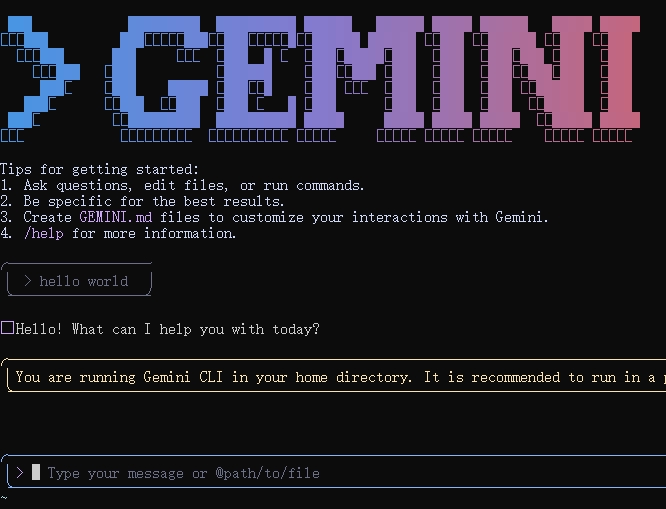 GEMINI
Tips for getting started:
1. Ask questions, edit files, or run commands.
2. Be specific for the best results.
3. Create GEMINI.md files to customize your interactions with Gemini.
4. /help for more information.
> hello world
Hello! What can I help you with today?
You are running Gemini CLI in your home directory. It is recommended to run in a
> Type your message or @path/to/file
~